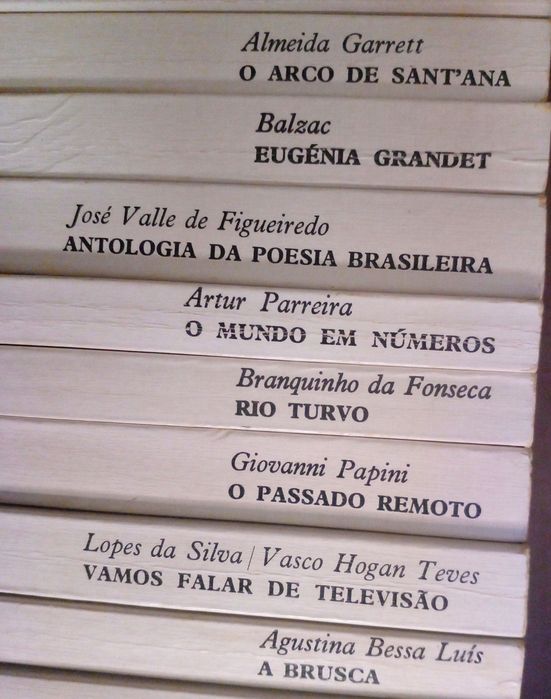 Almeida Garrett
O ARCO DE SANT'ANA
Balzac
EUGÉNIA GRANDET
José Valle de Figueiredo
ANTOLOGIA DA POESIA BRASILEIRA
Artur Parreira
O MUNDO EM NÚMEROS
Branquinho da Fonseca
RIO TURVO
Giovanni Papini
O PASSADO REMOTO
Lopes da Silva / Vasco Hogan Teves
VAMOS FALAR DE TELEVISÃO
Agustina Bessa Luís
A BRUSCA